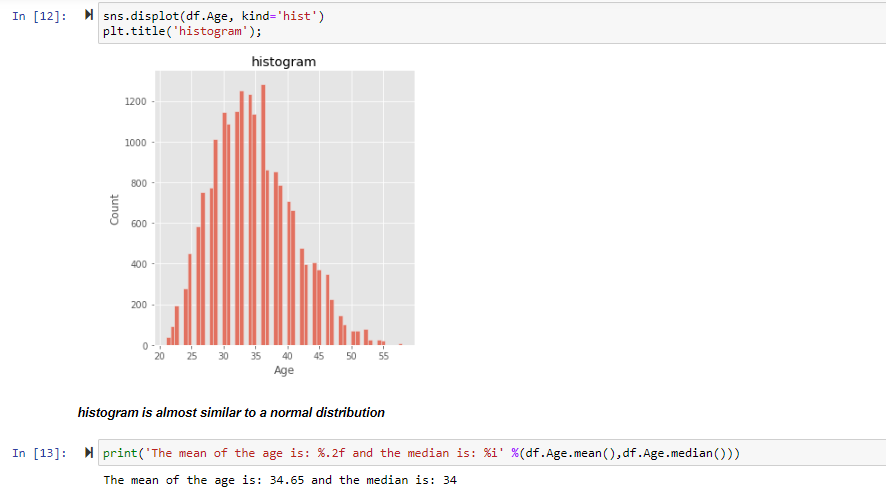 In [12]: sns.displot(df.Age, kind='hist')
plt.title('histogram');
histogram
1200
1000
800
600
400
200
0
Count
20 25 30 35 40 45 50 55
Age
histogram is almost similar to a normal distribution
In [13]: print('The mean of the age is: %.2f and the median is: %i' %(df.Age.mean(),df.Age.median()))
The mean of the age is: 34.65 and the median is: 34